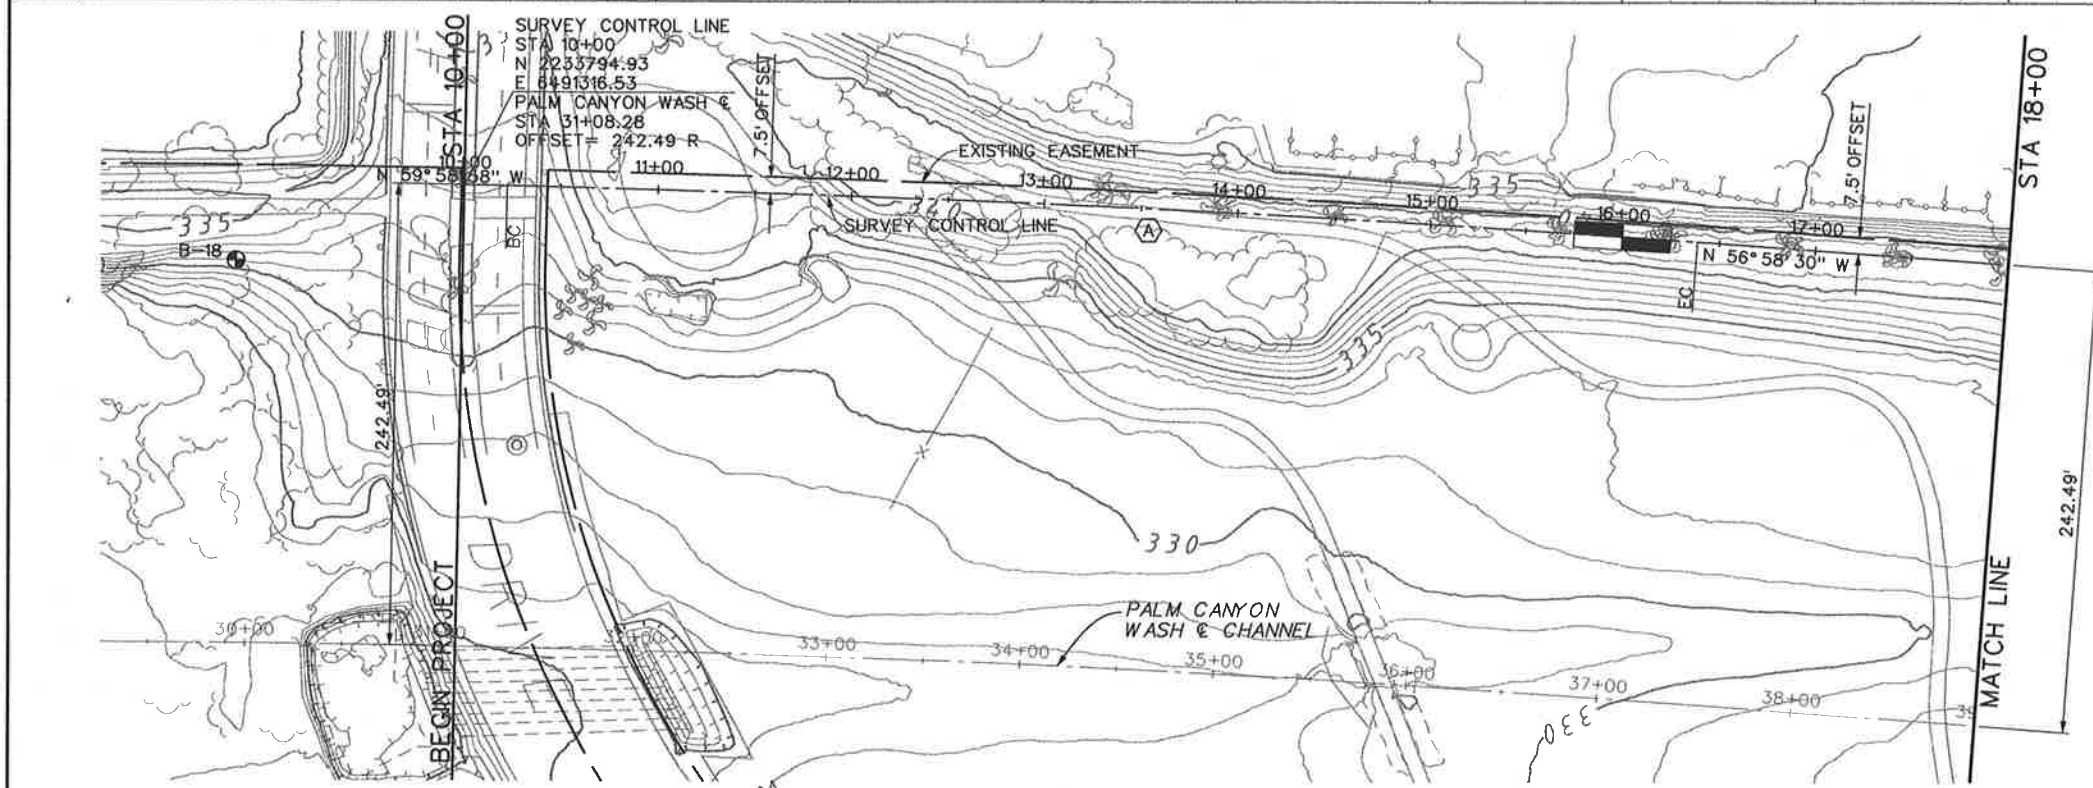 SURVEY CONTROL LINE
STA 10+00
N 2233794.93
E 6491316.53
PALM CANYON WASH ℄
STA 31+08.28
OFFSET= 242.49 R
STA 10+00
BEGIN PROJECT
7.5' OFFSET
EXISTING EASEMENT
7.5' OFFSET
STA 18+00
MATCH LINE
10+00
11+00
12+00
13+00
14+00
15+00
16+00
17+00
N 59° 58' 58" W
BC
335
B-18
320
SURVEY CONTROL LINE
A
335
N 56° 58' 30" W
EC
335
242.49'
242.49'
330
PALM CANYON
WASH ℄ CHANNEL
30+00
32+00
33+00
34+00
35+00
36+00
37+00
38+00
330